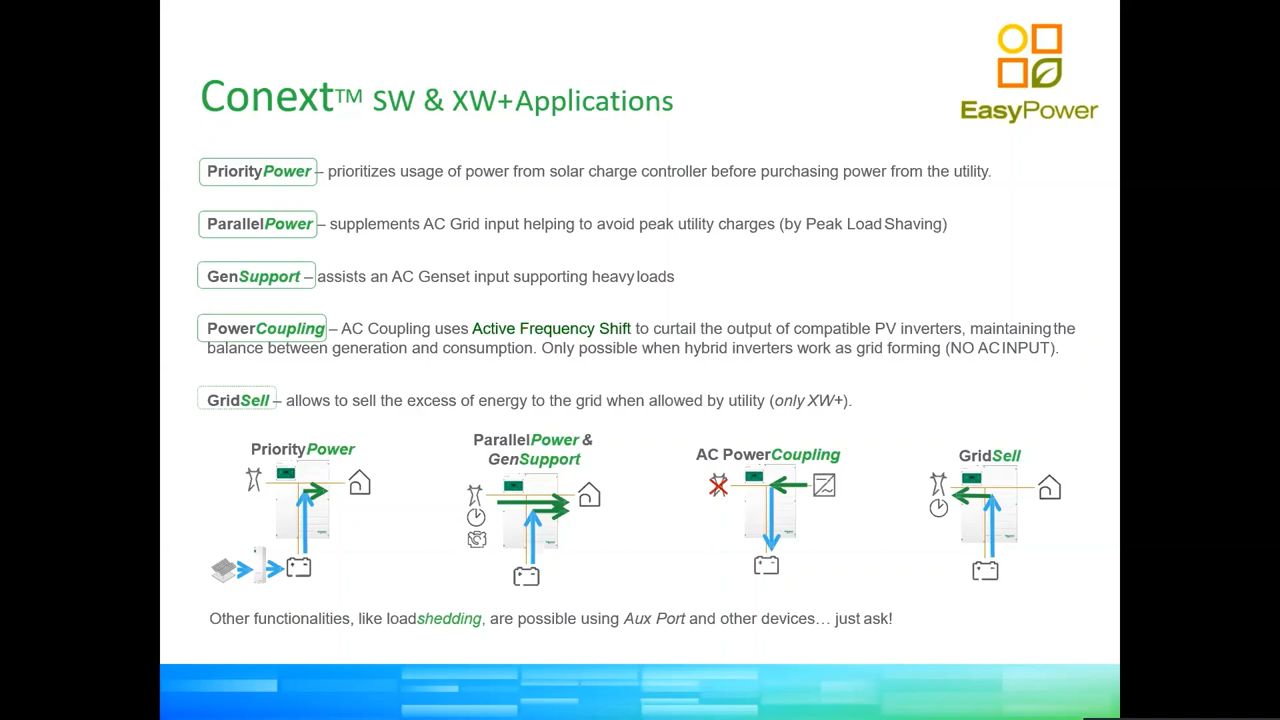 Conext™ SW & XW+Applications
EasyPower
PriorityPower – prioritizes usage of power from solar charge controller before purchasing power from the utility.
ParallelPower – supplements AC Grid input helping to avoid peak utility charges (by Peak Load Shaving)
GenSupport – assists an AC Genset input supporting heavy loads
PowerCoupling – AC Coupling uses Active Frequency Shift to curtail the output of compatible PV inverters, maintaining the
balance between generation and consumption. Only possible when hybrid inverters work as grid forming (NO AC INPUT).
GridSell – allows to sell the excess of energy to the grid when allowed by utility (only XW+).
PriorityPower
ParallelPower &
GenSupport
AC PowerCoupling
GridSell
Other functionalities, like loadshedding, are possible using Aux Port and other devices… just ask!